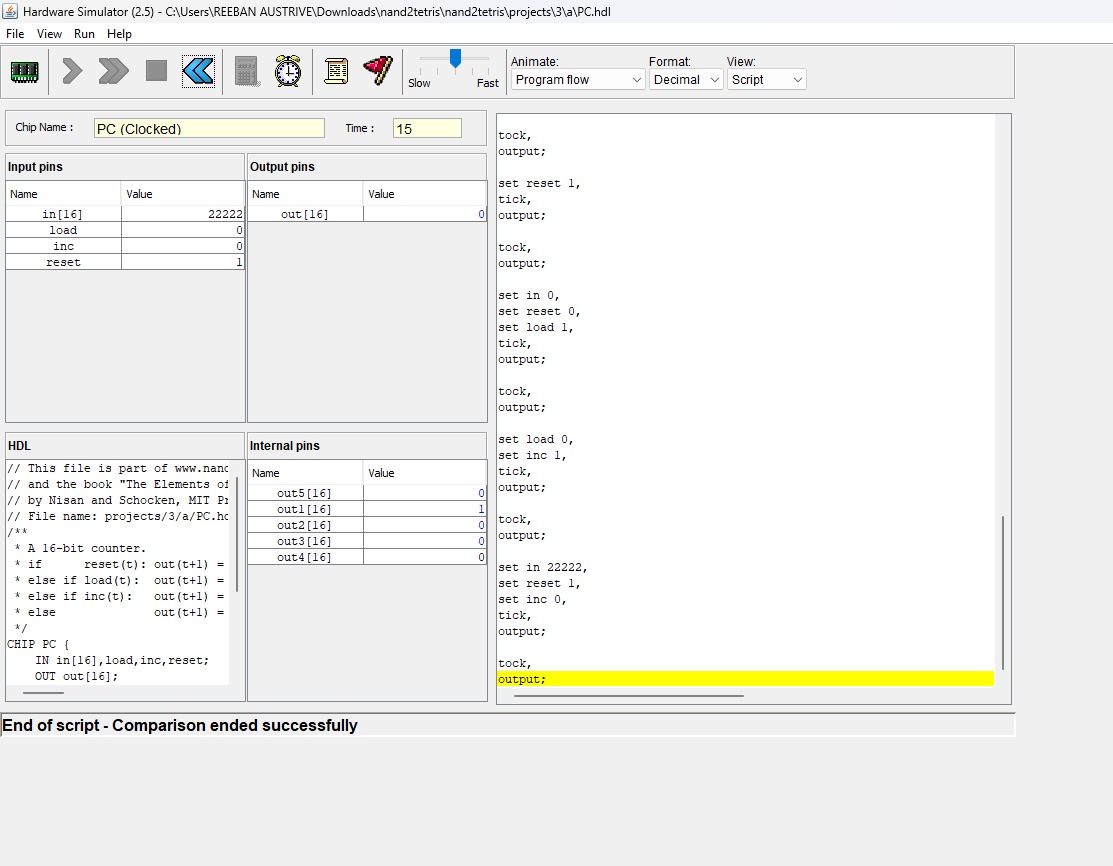 Hardware Simulator (2.5) - C:\Users\REEBAN AUSTRIVE\Downloads\nand2tetris\nand2tetris\projects\3\a\PC.hdl
File View Run Help
Slow Fast
Animate:
Program flow
Format:
Decimal
View:
Script
Chip Name : PC (Clocked) Time : 15
Input pins
Name Value
in[16] 22222
load 0
inc 0
reset 1
Output pins
Name Value
out[16] 0
HDL
// This file is part of www.nand
// and the book "The Elements of
// by Nisan and Schocken, MIT Pr
// File name: projects/3/a/PC.hd
/**
* A 16-bit counter.
* if reset(t): out(t+1) =
* else if load(t): out(t+1) =
* else if inc(t): out(t+1) =
* else out(t+1) =
*/
CHIP PC {
IN in[16],load,inc,reset;
OUT out[16];
Internal pins
Name Value
out5[16] 0
out1[16] 1
out2[16] 0
out3[16] 0
out4[16] 0
tock,
output;
set reset 1,
tick,
output;
tock,
output;
set in 0,
set reset 0,
set load 1,
tick,
output;
tock,
output;
set load 0,
set inc 1,
tick,
output;
tock,
output;
set in 22222,
set reset 1,
set inc 0,
tick,
output;
tock,
output;
End of script - Comparison ended successfully